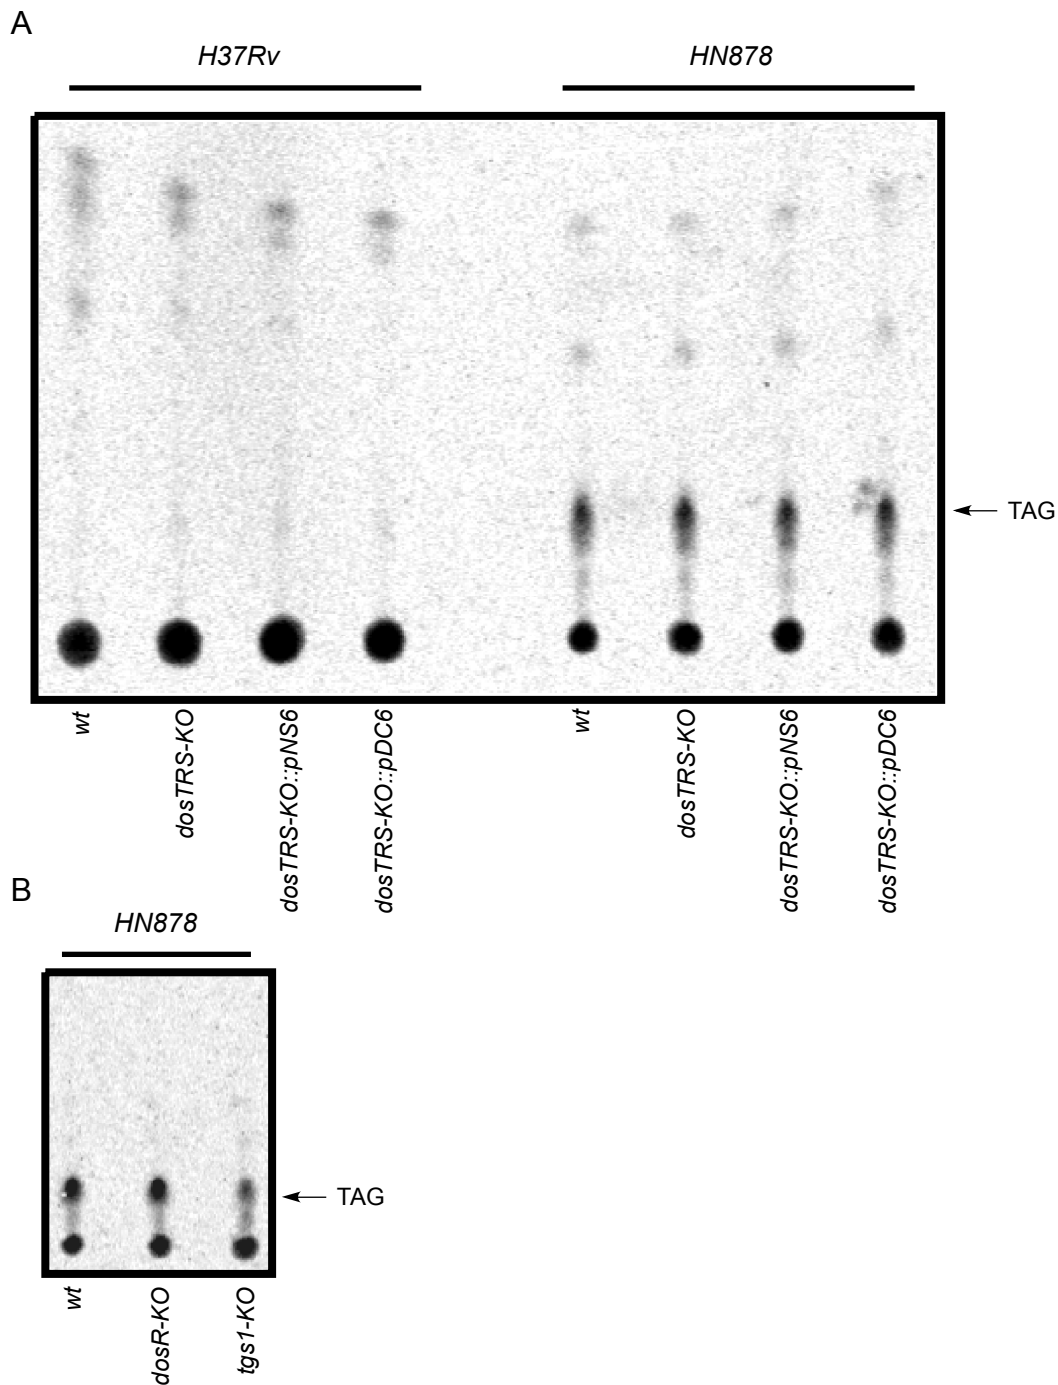 A
H37Rv HN878
TAG
wt dosTRS-KO dosTRS-KO::pNS6 dosTRS-KO::pDC6 wt dosTRS-KO dosTRS-KO::pNS6 dosTRS-KO::pDC6
B
HN878
TAG
wt dosR-KO tgs1-KO